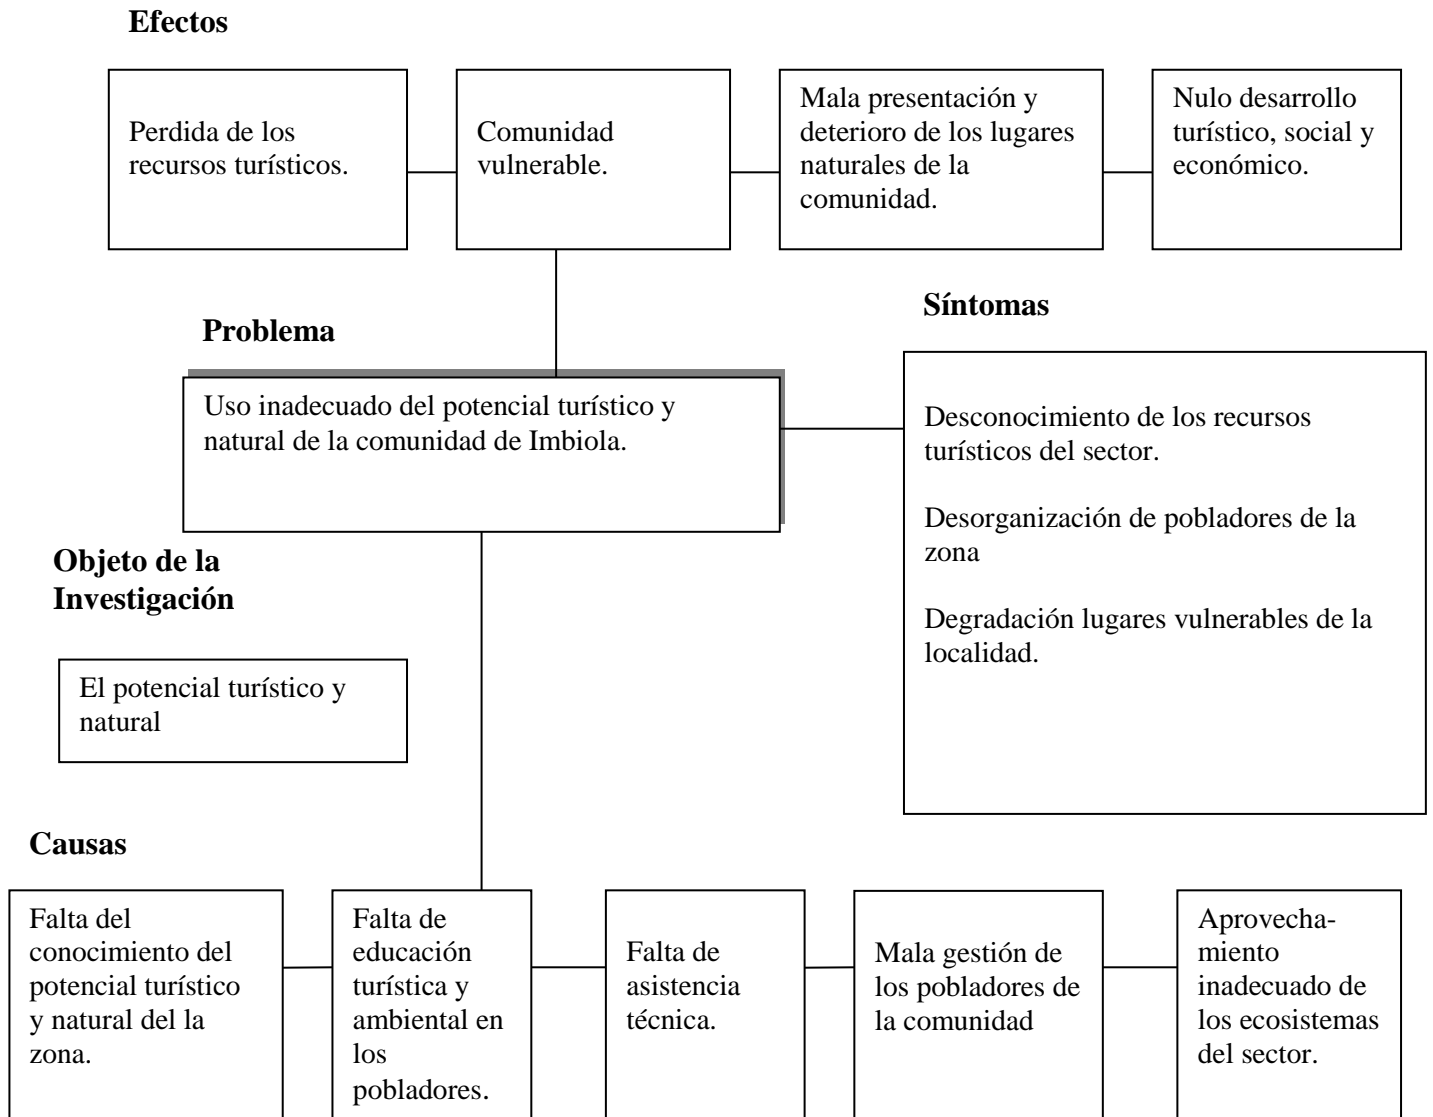 Efectos
Perdida de los
recursos turísticos.
Comunidad
vulnerable.
Mala presentación y
deterioro de los lugares
naturales de la
comunidad.
Nulo desarrollo
turístico, social y
económico.
Problema
Uso inadecuado del potencial turístico y
natural de la comunidad de Imbiola.
Síntomas
Desconocimiento de los recursos
turísticos del sector.
Desorganización de pobladores de la
zona
Degradación lugares vulnerables de la
localidad.
Objeto de la
Investigación
El potencial turístico y
natural
Causas
Falta del
conocimiento del
potencial turístico
y natural del la
zona.
Falta de
educación
turística y
ambiental en
los
pobladores.
Falta de
asistencia
técnica.
Mala gestión de
los pobladores de
la comunidad
Aprovecha-
miento
inadecuado de
los ecosistemas
del sector.